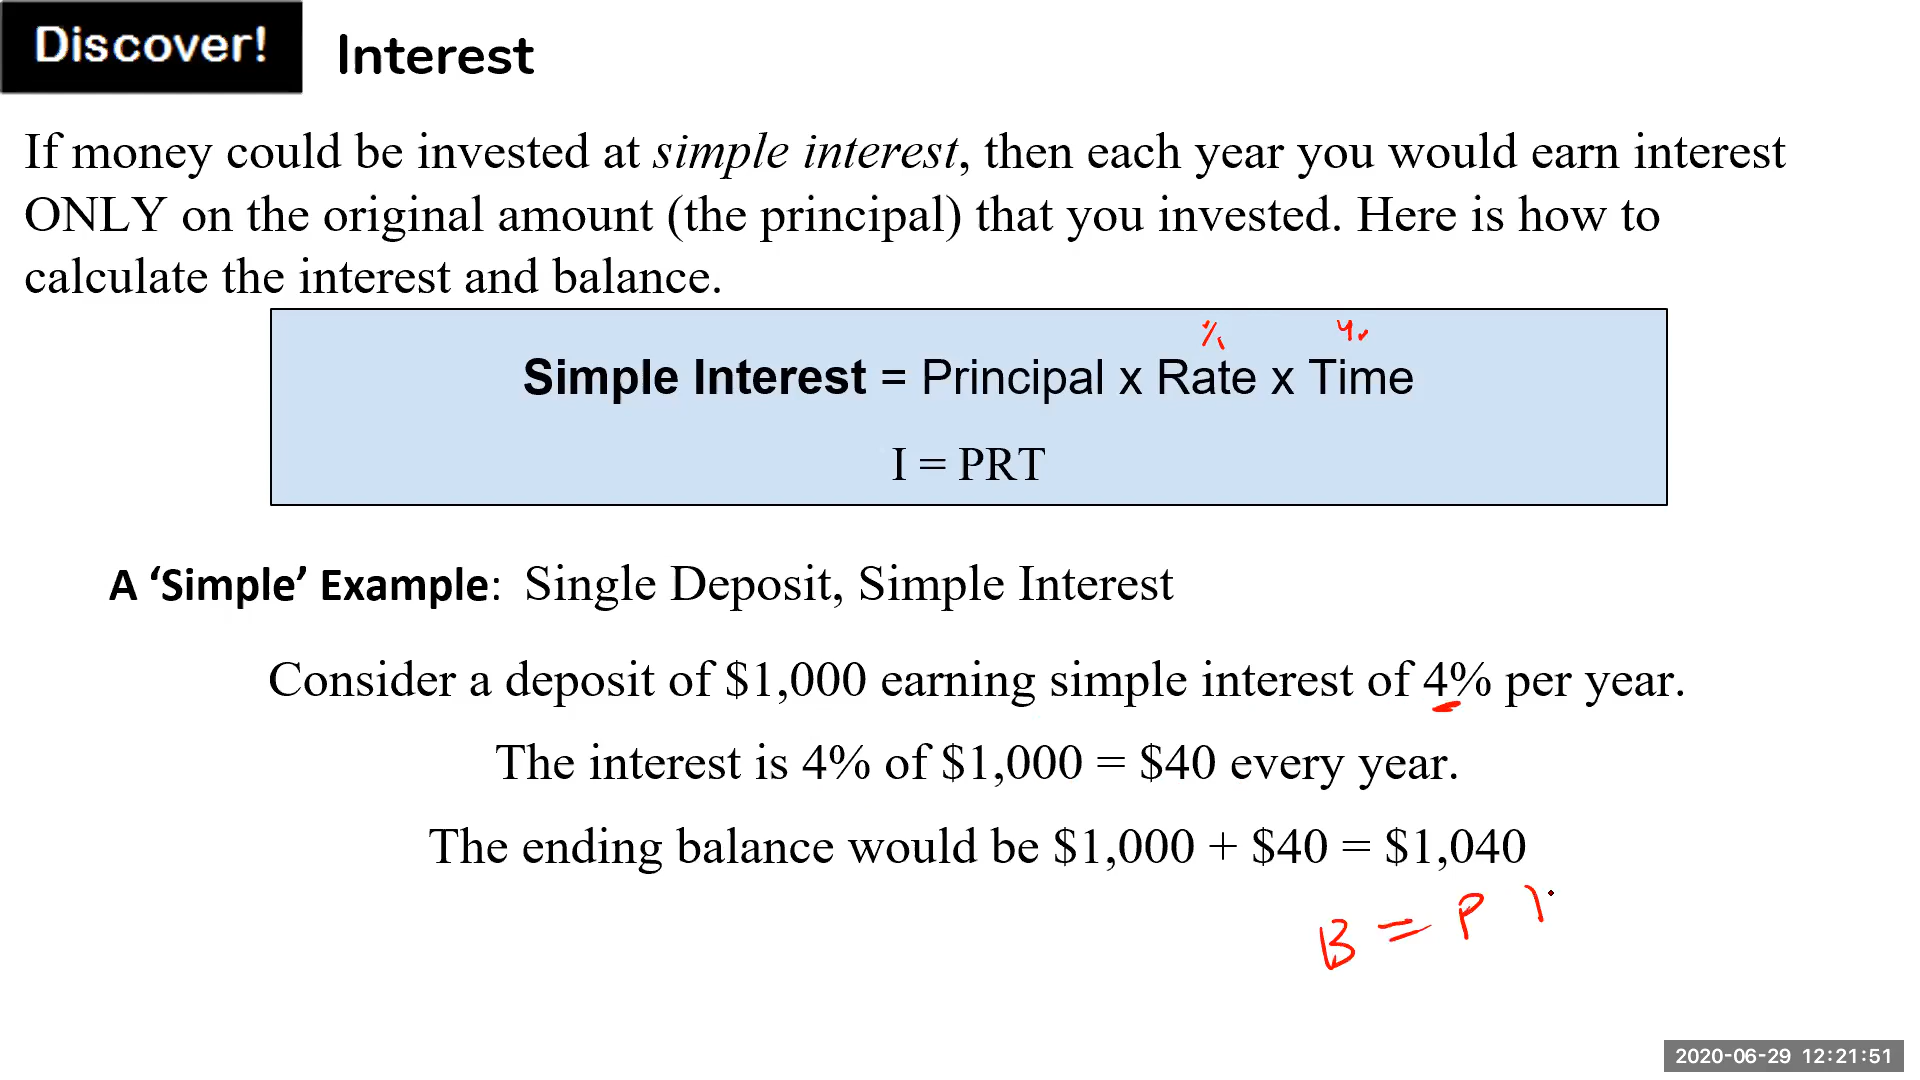 Discover! Interest
If money could be invested at simple interest, then each year you would earn interest
ONLY on the original amount (the principal) that you invested. Here is how to
calculate the interest and balance.
%
Simple Interest = Principal x Rate x Time
I = PRT
A ‘Simple’ Example: Single Deposit, Simple Interest
Consider a deposit of $1,000 earning simple interest of 4% per year.
The interest is 4% of $1,000 = $40 every year.
The ending balance would be $1,000 + $40 = $1,040
B = P
2020-06-29 12:21:51